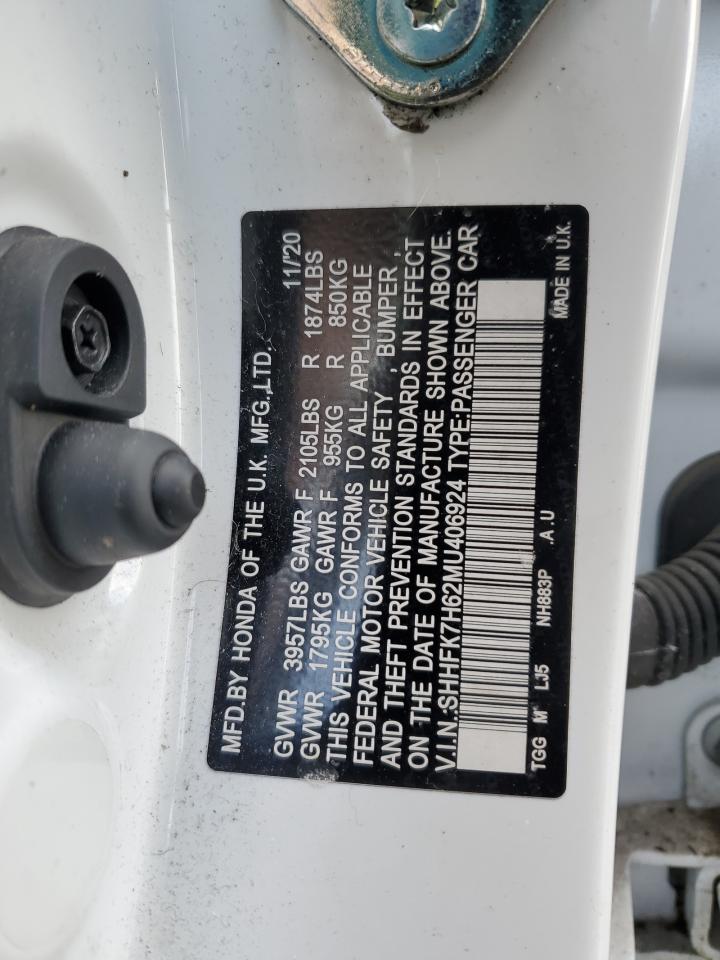 MFD.BY HONDA OF THE U.K. MFG.,LTD. 11/'20
GVWR 3957LBS GAWR F 2105LBS R 1874LBS
GVWR 1795KG GAWR F 955KG R 850KG
THIS VEHICLE CONFORMS TO ALL APPLICABLE
FEDERAL MOTOR VEHICLE SAFETY , BUMPER ,
AND THEFT PREVENTION STANDARDS IN EFFECT
ON THE DATE OF MANUFACTURE SHOWN ABOVE.
V.I.N.:SHHFK7H62MU406924 TYPE:PASSENGER CAR
TGG M LJ5 NH883P .A .U MADE IN U.K.